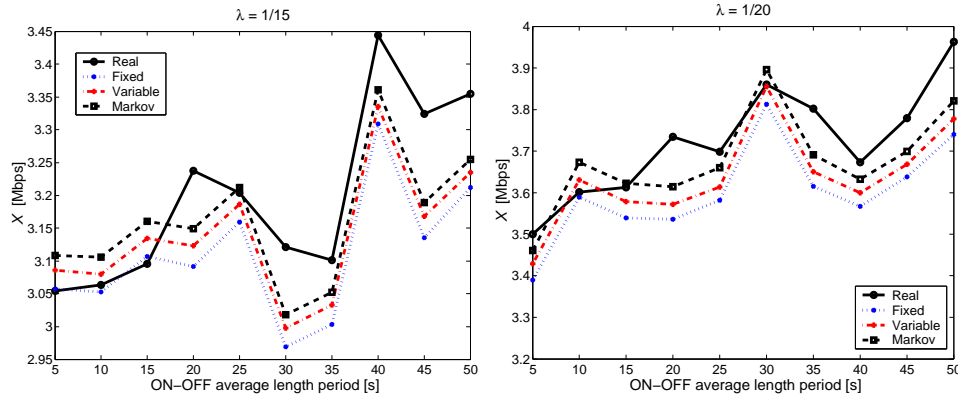 λ = 1/15
3.45
3.4
3.35
3.3
3.25
3.2
3.15
3.1
3.05
3
2.95
X [Mbps]
Real
Fixed
Variable
Markov
5 10 15 20 25 30 35 40 45 50
ON−OFF average length period [s]
λ = 1/20
4
3.9
3.8
3.7
3.6
3.5
3.4
3.3
3.2
X [Mbps]
Real
Fixed
Variable
Markov
5 10 15 20 25 30 35 40 45 50
ON−OFF average length period [s]